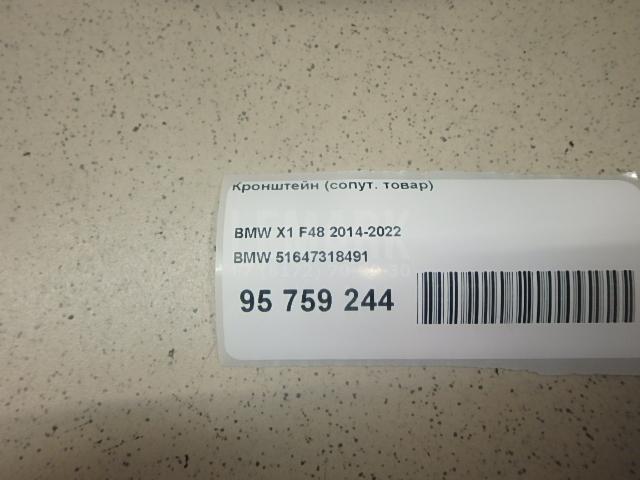 Кронштейн (сопут. товар)
BMW X1 F48 2014-2022
BMW 51647318491
95 759 244